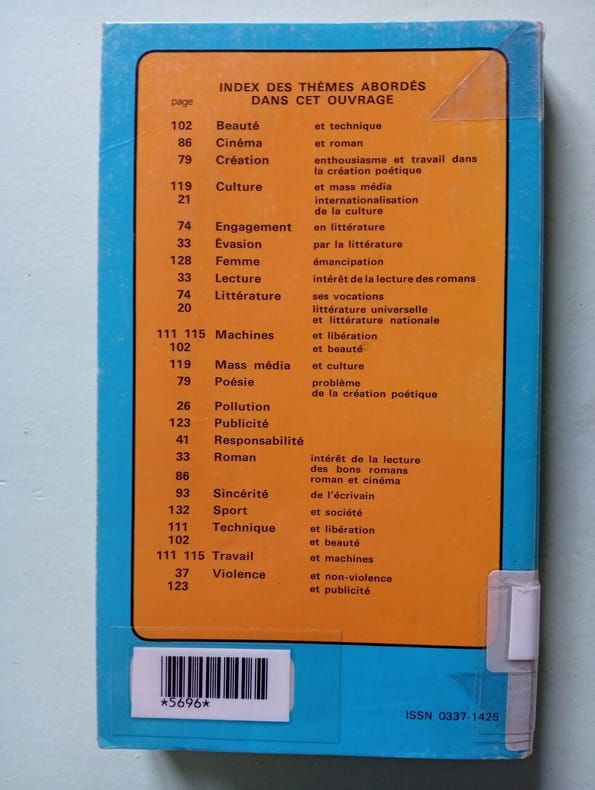 INDEX DES THÈMES ABORDÉS
DANS CET OUVRAGE
page
102 Beauté et technique
86 Cinéma et roman
79 Création enthousiasme et travail dans
la création poétique
119 Culture et mass média
21 internationalisation
de la culture
74 Engagement en littérature
33 Évasion par la littérature
128 Femme émancipation
33 Lecture intérêt de la lecture des romans
74 Littérature ses vocations
20 littérature universelle
et littérature nationale
111 115 Machines et libération
102 et beauté
119 Mass média et culture
79 Poésie problème
de la création poétique
26 Pollution
123 Publicité
41 Responsabilité
33 Roman intérêt de la lecture
des bons romans
86 roman et cinéma
93 Sincérité de l'écrivain
132 Sport et société
111 Technique et libération
102 et beauté
111 115 Travail et machines
37 Violence et non-violence
123 et publicité
*5696*
ISSN 0337-1425